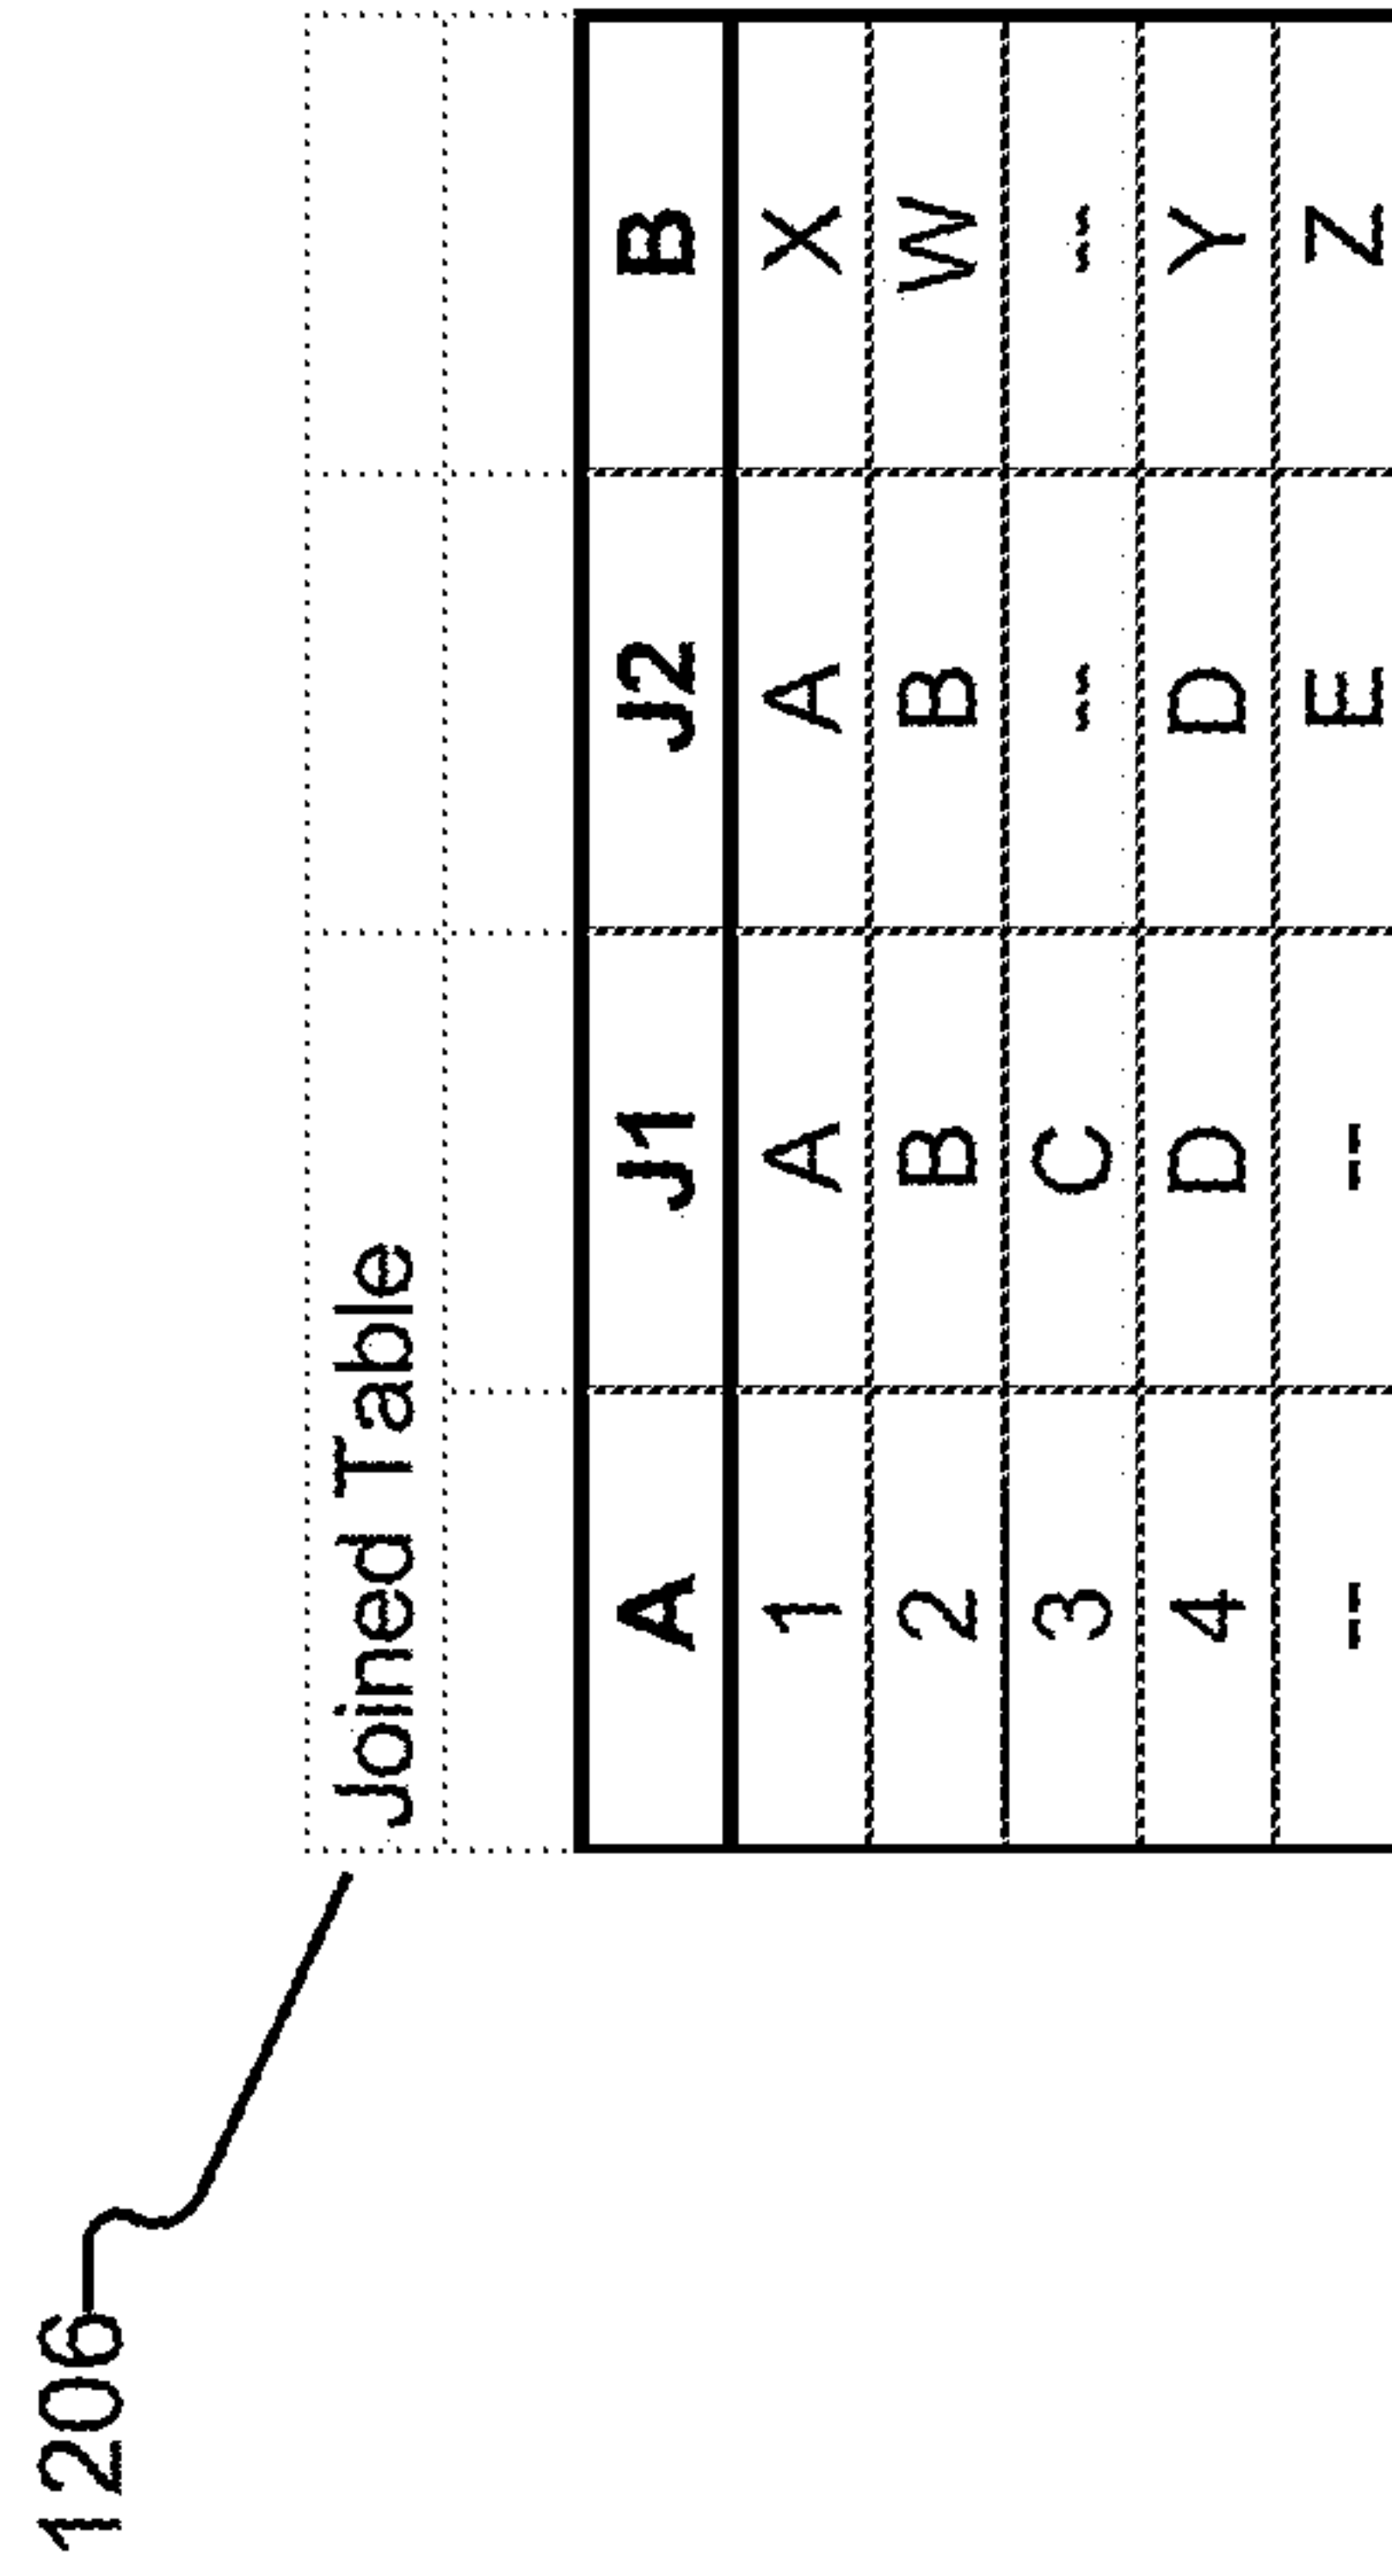 1206
Joined Table
A J1 J2 B
1 A A X
2 B B W
3 C -- --
4 D D Y
-- -- E Z